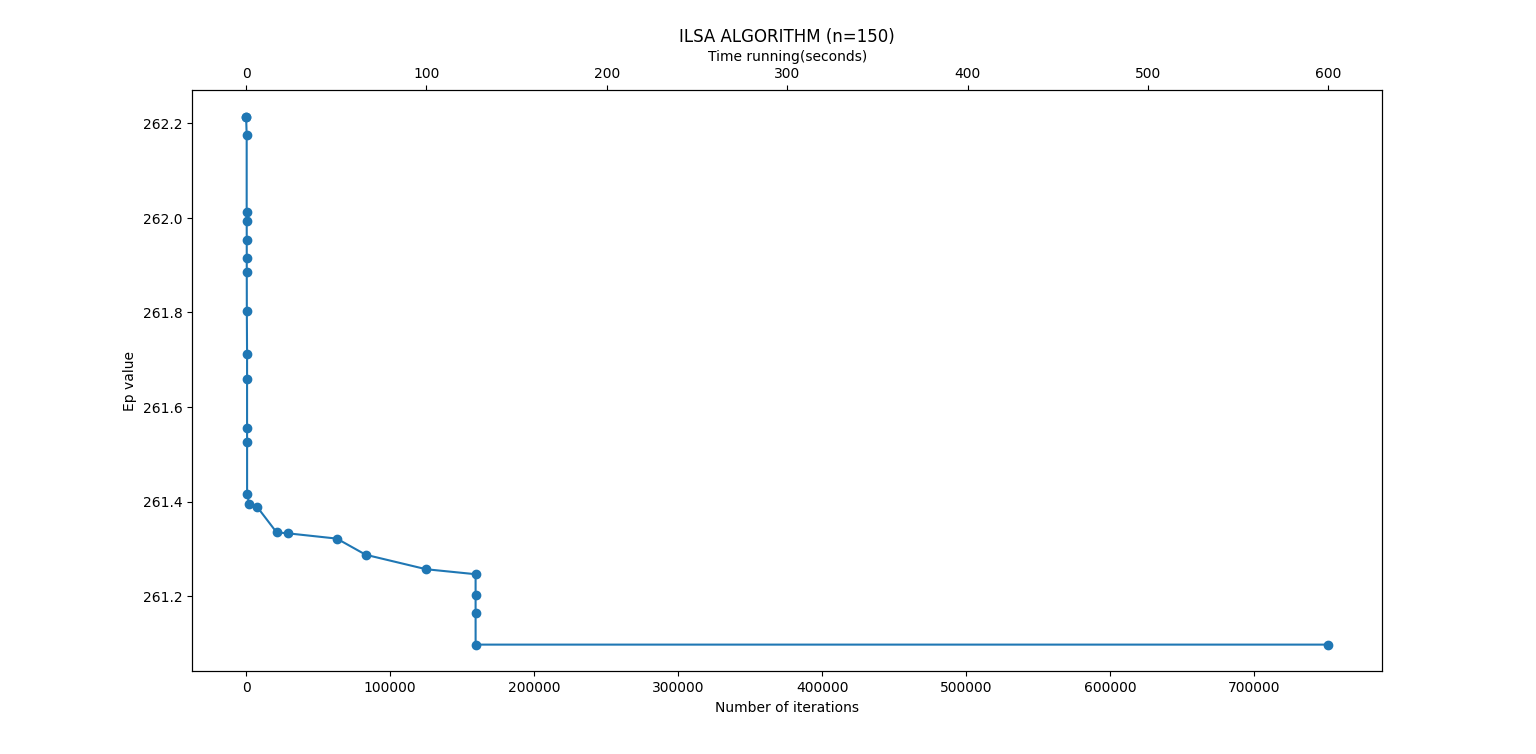 ILSA ALGORITHM (n=150)
Time running(seconds)
0 100 200 300 400 500 600
262.2
262.0
261.8
261.6
261.4
261.2
Ep value
0 100000 200000 300000 400000 500000 600000 700000
Number of iterations